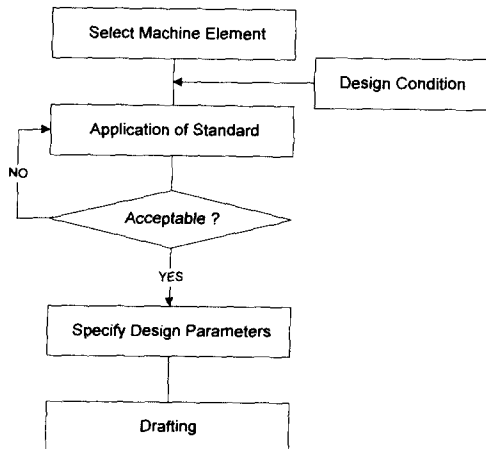 Select Machine Element
Design Condition
Application of Standard
NO
Acceptable ?
YES
Specify Design Parameters
Drafting